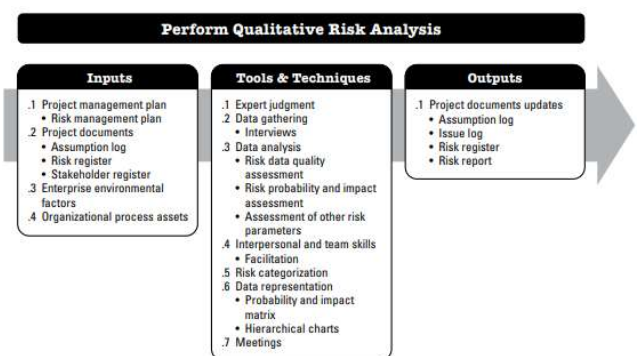 Perform Qualitative Risk Analysis
Inputs
.1 Project management plan
• Risk management plan
.2 Project documents
• Assumption log
• Risk register
• Stakeholder register
.3 Enterprise environmental
factors
.4 Organizational process assets
Tools & Techniques
.1 Expert judgment
.2 Data gathering
• Interviews
.3 Data analysis
• Risk data quality
assessment
• Risk probability and impact
assessment
• Assessment of other risk
parameters
.4 Interpersonal and team skills
• Facilitation
.5 Risk categorization
.6 Data representation
• Probability and impact
matrix
• Hierarchical charts
.7 Meetings
Outputs
.1 Project documents updates
• Assumption log
• Issue log
• Risk register
• Risk report